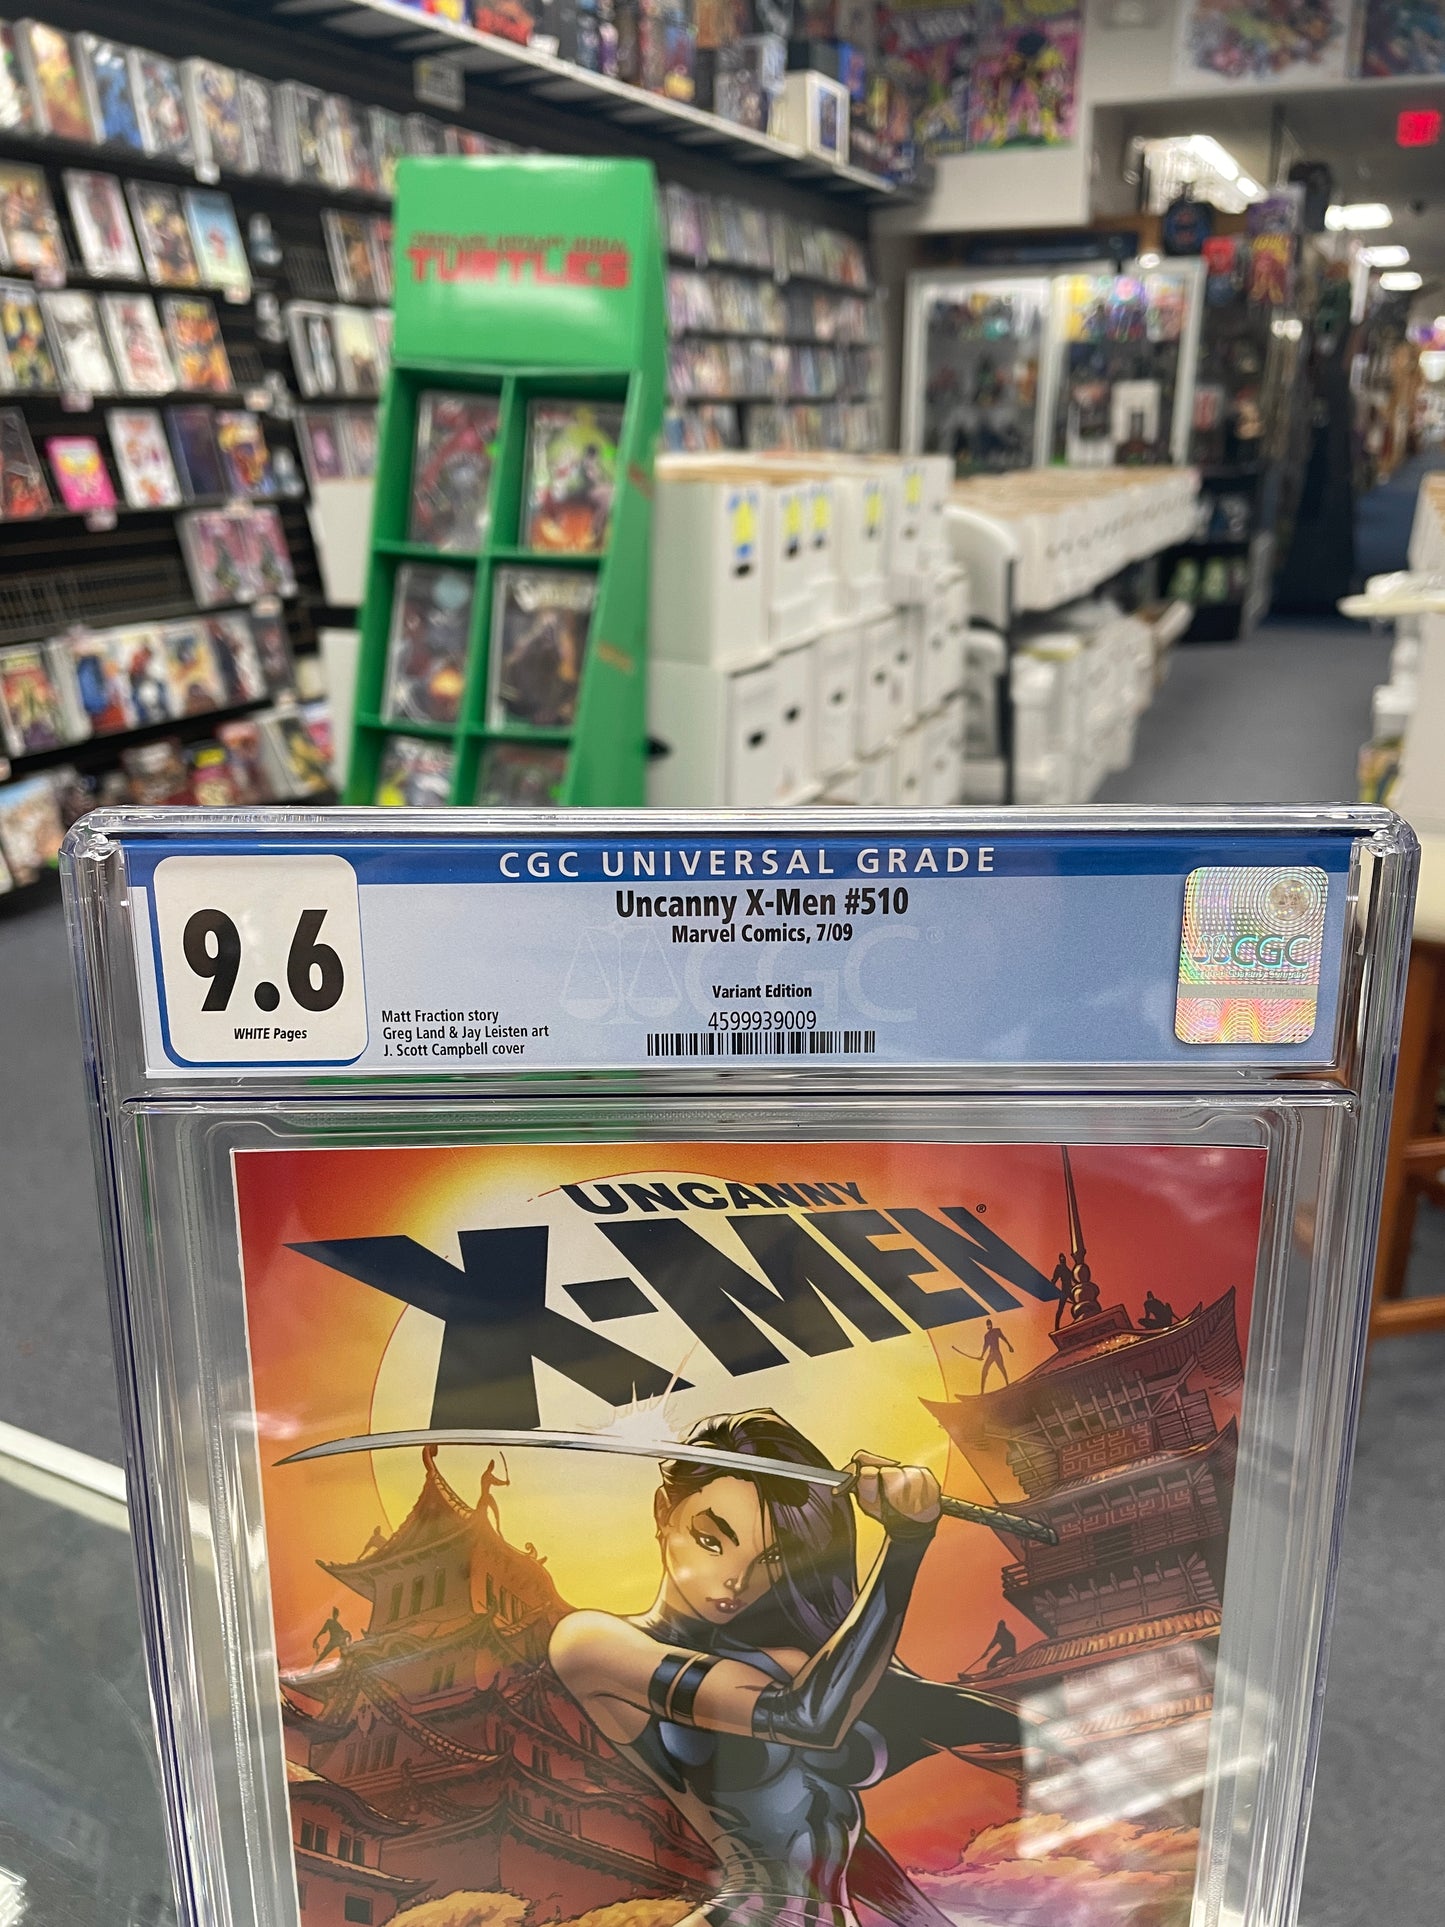 TURTLES
CGC UNIVERSAL GRADE
9.6
WHITE Pages
Uncanny X-Men #510
Marvel Comics, 7/09
Variant Edition
4599939009
Matt Fraction story
Greg Land & Jay Leisten art
J. Scott Campbell cover
CGC
CGC
UNCANNY
X-MEN®